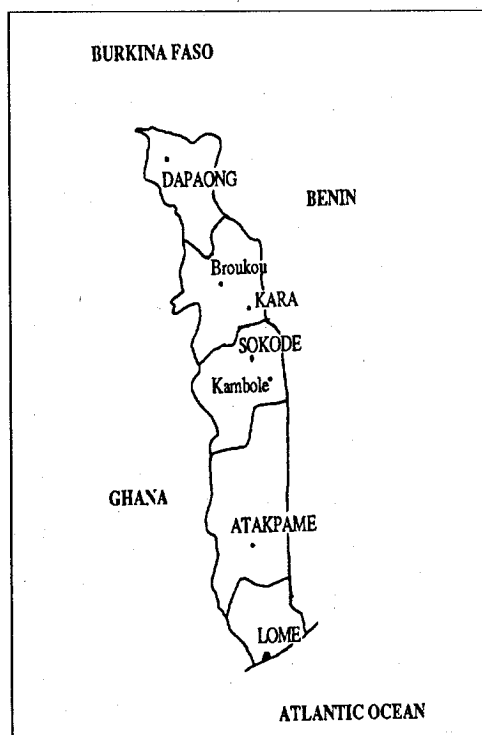 BURKINA FASO
DAPAONG
BENIN
Broukou
KARA
SOKODE
Kambole
GHANA
ATAKPAME
LOME
ATLANTIC OCEAN